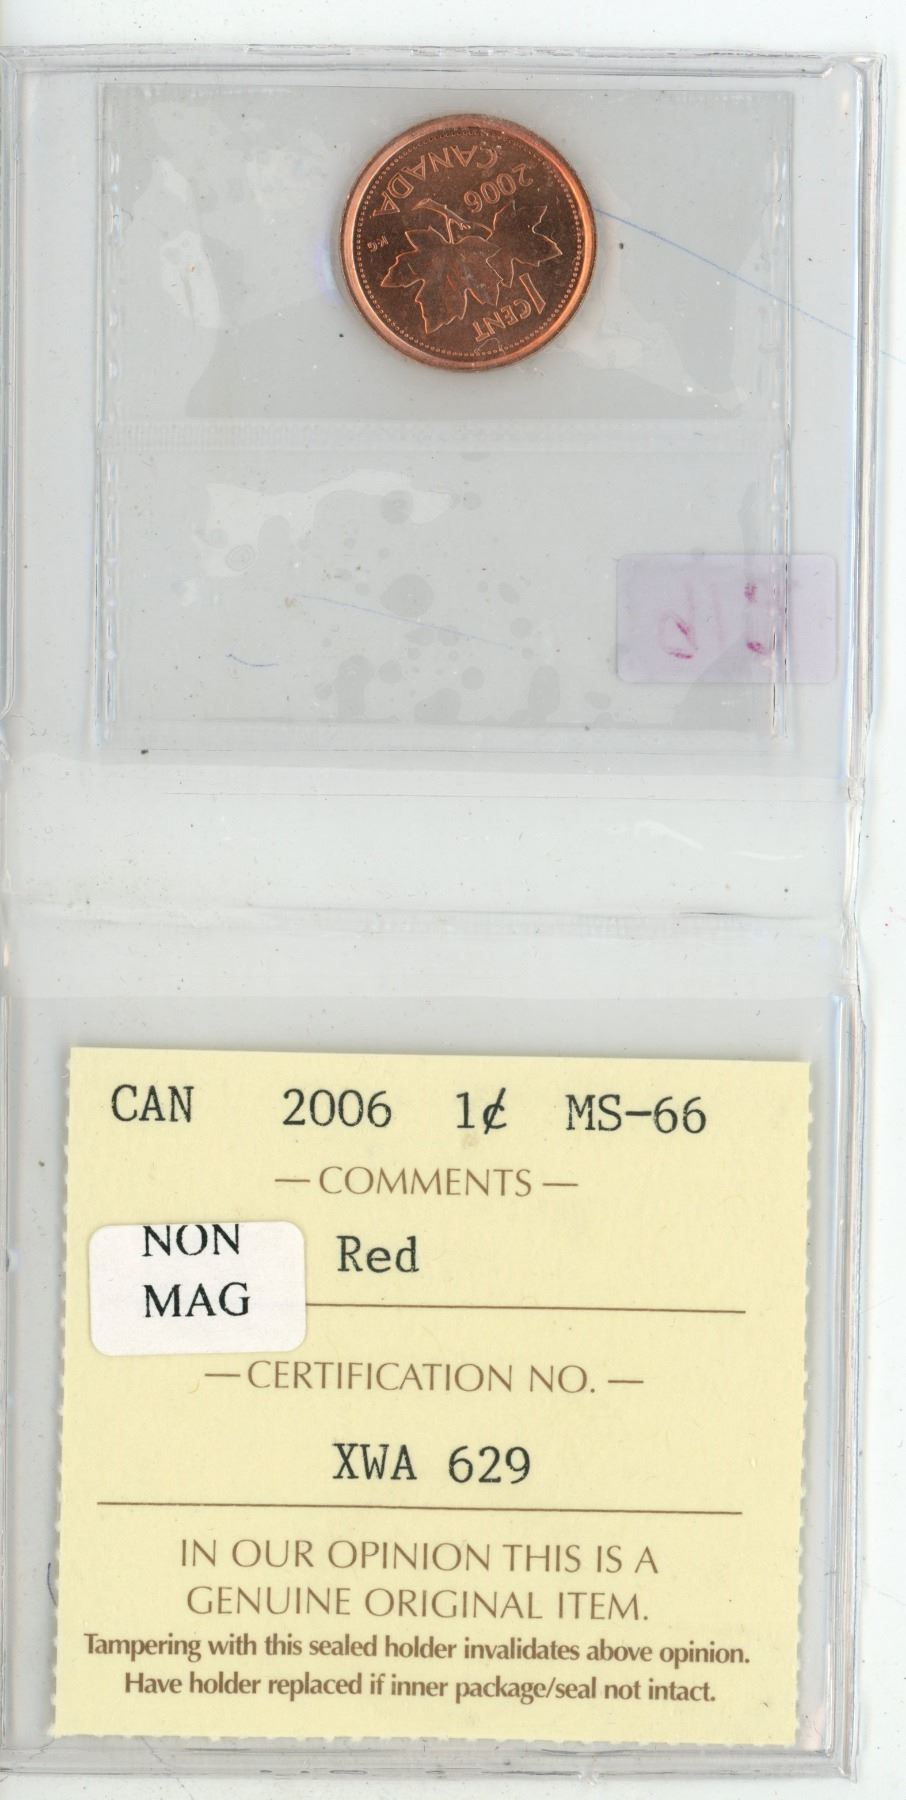 CANADA
2006
KG
1 CENT
CAN 2006 1¢ MS-66
— COMMENTS —
NON
MAG
Red
— CERTIFICATION NO. —
XWA 629
IN OUR OPINION THIS IS A
GENUINE ORIGINAL ITEM.
Tampering with this sealed holder invalidates above opinion.
Have holder replaced if inner package/seal not intact.